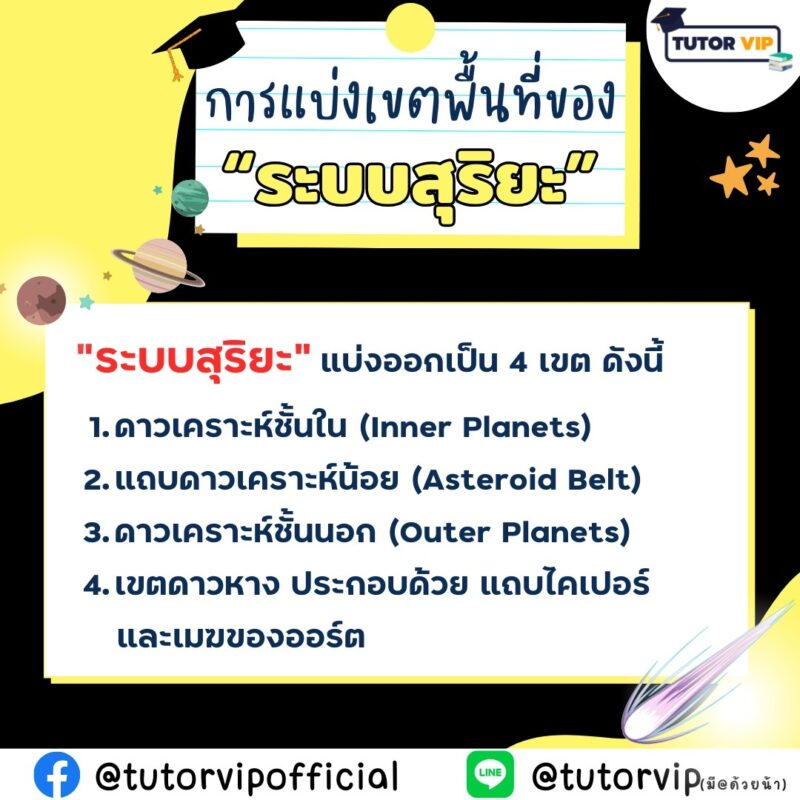 TUTOR VIP
การแบ่งเขตพื้นที่ของ
"ระบบสุริยะ"
"ระบบสุริยะ" แบ่งออกเป็น 4 เขต ดังนี้
1. ดาวเคราะห์ชั้นใน (Inner Planets)
2. แถบดาวเคราะห์น้อย (Asteroid Belt)
3. ดาวเคราะห์ชั้นนอก (Outer Planets)
4. เขตดาวหาง ประกอบด้วย แถบไคเปอร์
และเมฆของออร์ต
@tutorvipofficial
LINE @tutorvip (มี@ด้วยน้า)